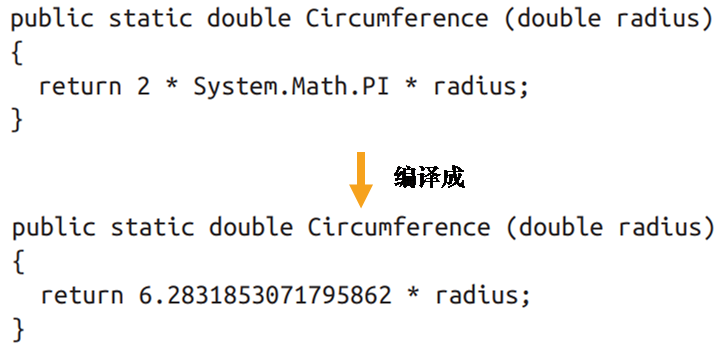 public static double Circumference (double radius)
{
  return 2 * System.Math.PI * radius;
}
编译成
public static double Circumference (double radius)
{
  return 6.2831853071795862 * radius;
}